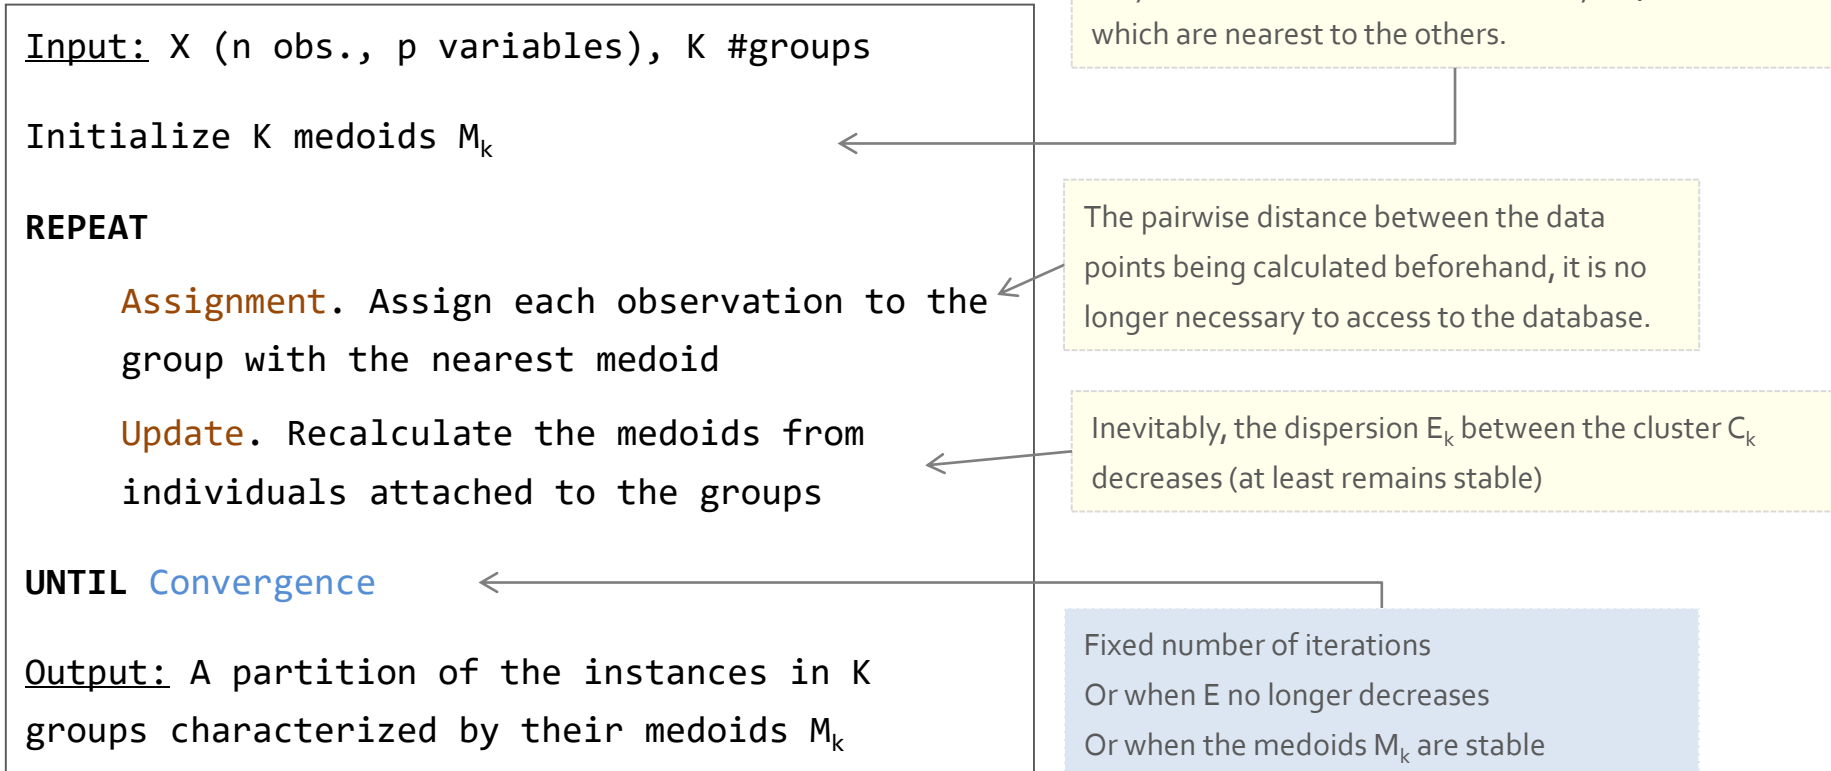 Input: X (n obs., p variables), K #groups
Initialize K medoids Mk
REPEAT
Assignment. Assign each observation to the
group with the nearest medoid
Update. Recalculate the medoids from
individuals attached to the groups
UNTIL Convergence
Output: A partition of the instances in K
groups characterized by their medoids Mk
which are nearest to the others.
The pairwise distance between the data
points being calculated beforehand, it is no
longer necessary to access to the database.
Inevitably, the dispersion Ek between the cluster Ck
decreases (at least remains stable)
Fixed number of iterations
Or when E no longer decreases
Or when the medoids Mk are stable